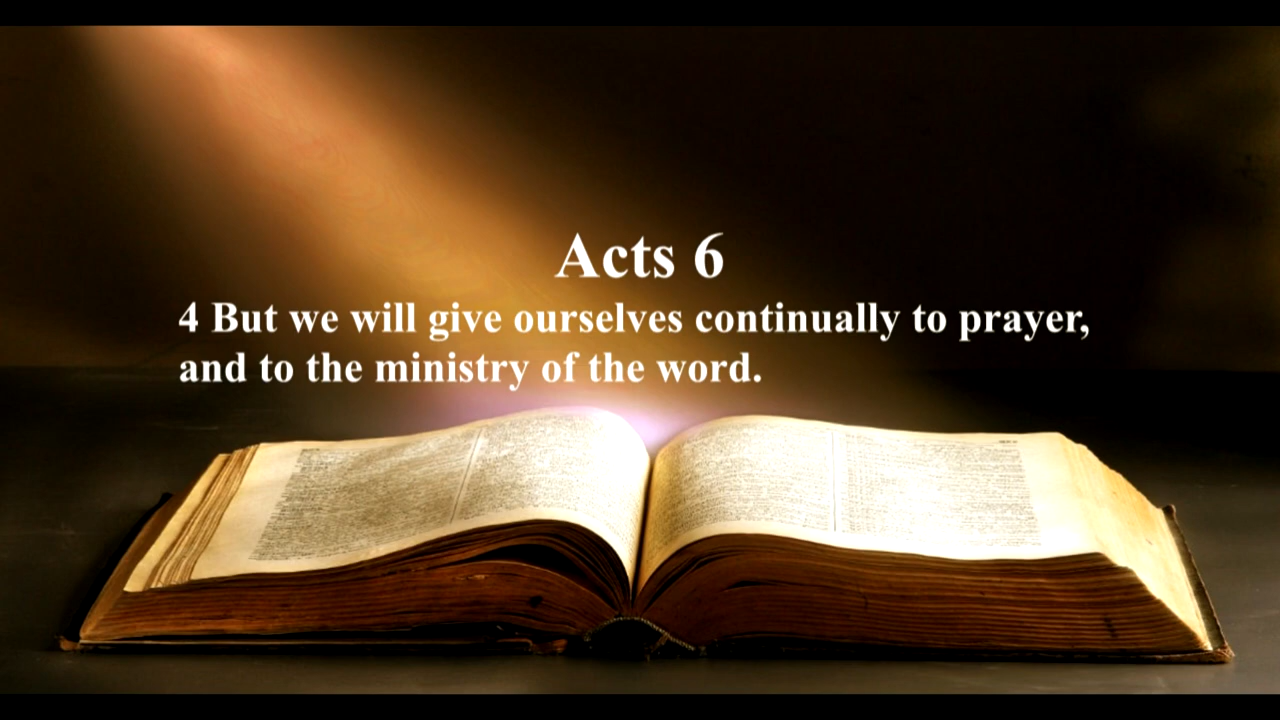 Acts 6
4 But we will give ourselves continually to prayer,
and to the ministry of the word.